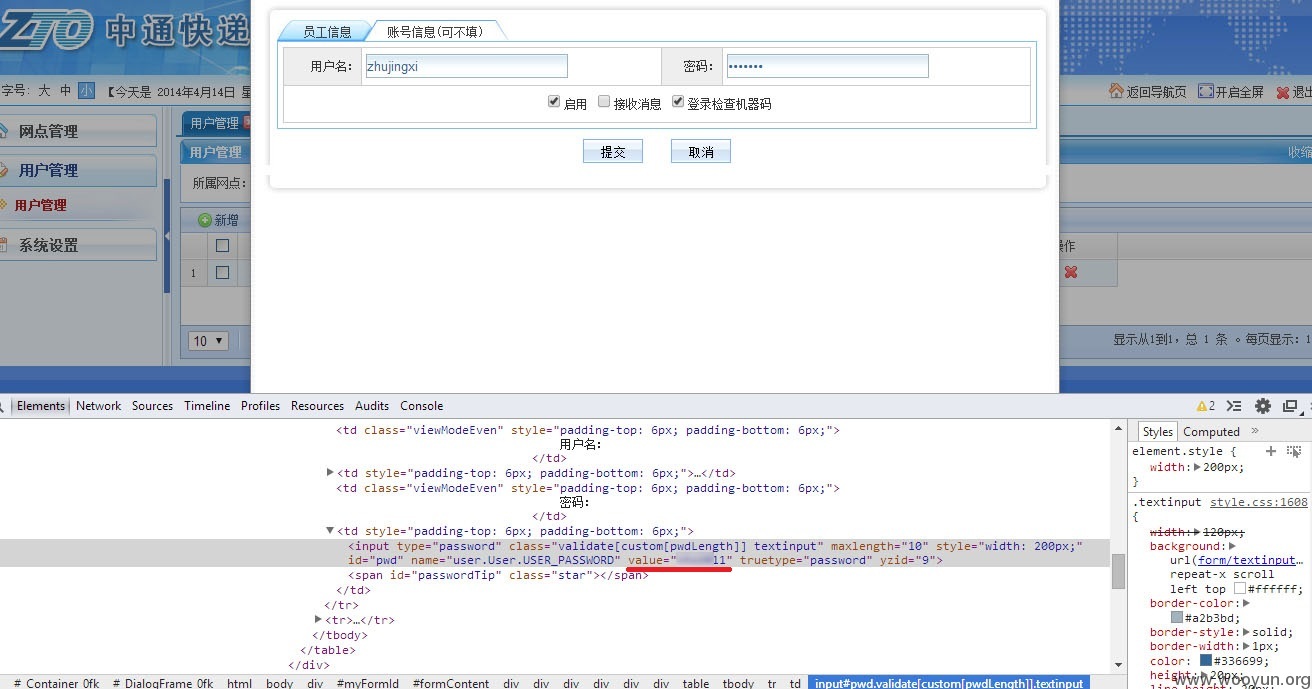 ZTO 中通快递
字号: 大 中 小 【今天是 2014年4月14日 星
返回导航页 开启全屏 退出
网点管理
用户管理
用户管理
系统设置
用户管理
用户管理
收缩
所属网点:
新增
操作
1
10 ▼
显示从1到1, 总 1 条 。每页显示: 1
员工信息 账号信息(可不填)
用户名: zhujingxi 密码: •••••••
启用 接收消息 登录检查机器码
提交 取消
Elements Network Sources Timeline Profiles Resources Audits Console
2
<td class="viewModeEven" style="padding-top: 6px; padding-bottom: 6px;">
用户名:
</td>
<td style="padding-top: 6px; padding-bottom: 6px;">…</td>
<td class="viewModeEven" style="padding-top: 6px; padding-bottom: 6px;">
密码:
</td>
<td style="padding-top: 6px; padding-bottom: 6px;">
<input type="password" class="validate[custom[pwdLength]] textinput" maxlength="10" style="width: 200px;"
id="pwd" name="user.User.USER_PASSWORD" value=" l1" truetype="password" yzid="9">
<span id="passwordTip" class="star"></span>
</td>
</tr>
<tr>…</tr>
</tbody>
</table>
</div>
Styles Computed »
element.style {
width: 200px;
}
.textinput style.css:1608
{
width: 120px;
background:
url(form/textinput…
repeat-x scroll
left top #ffffff;
border-color:
#a2b3bd;
border-style: solid;
border-width: 1px;
color: #336699;
height: 20px;
# Container 0fk # DialogFrame 0fk html body div #myFormId #formContent div div div div div table tbody tr td input#pwd.validate[custom[pwdLength]].textinput
www.wooyun.org